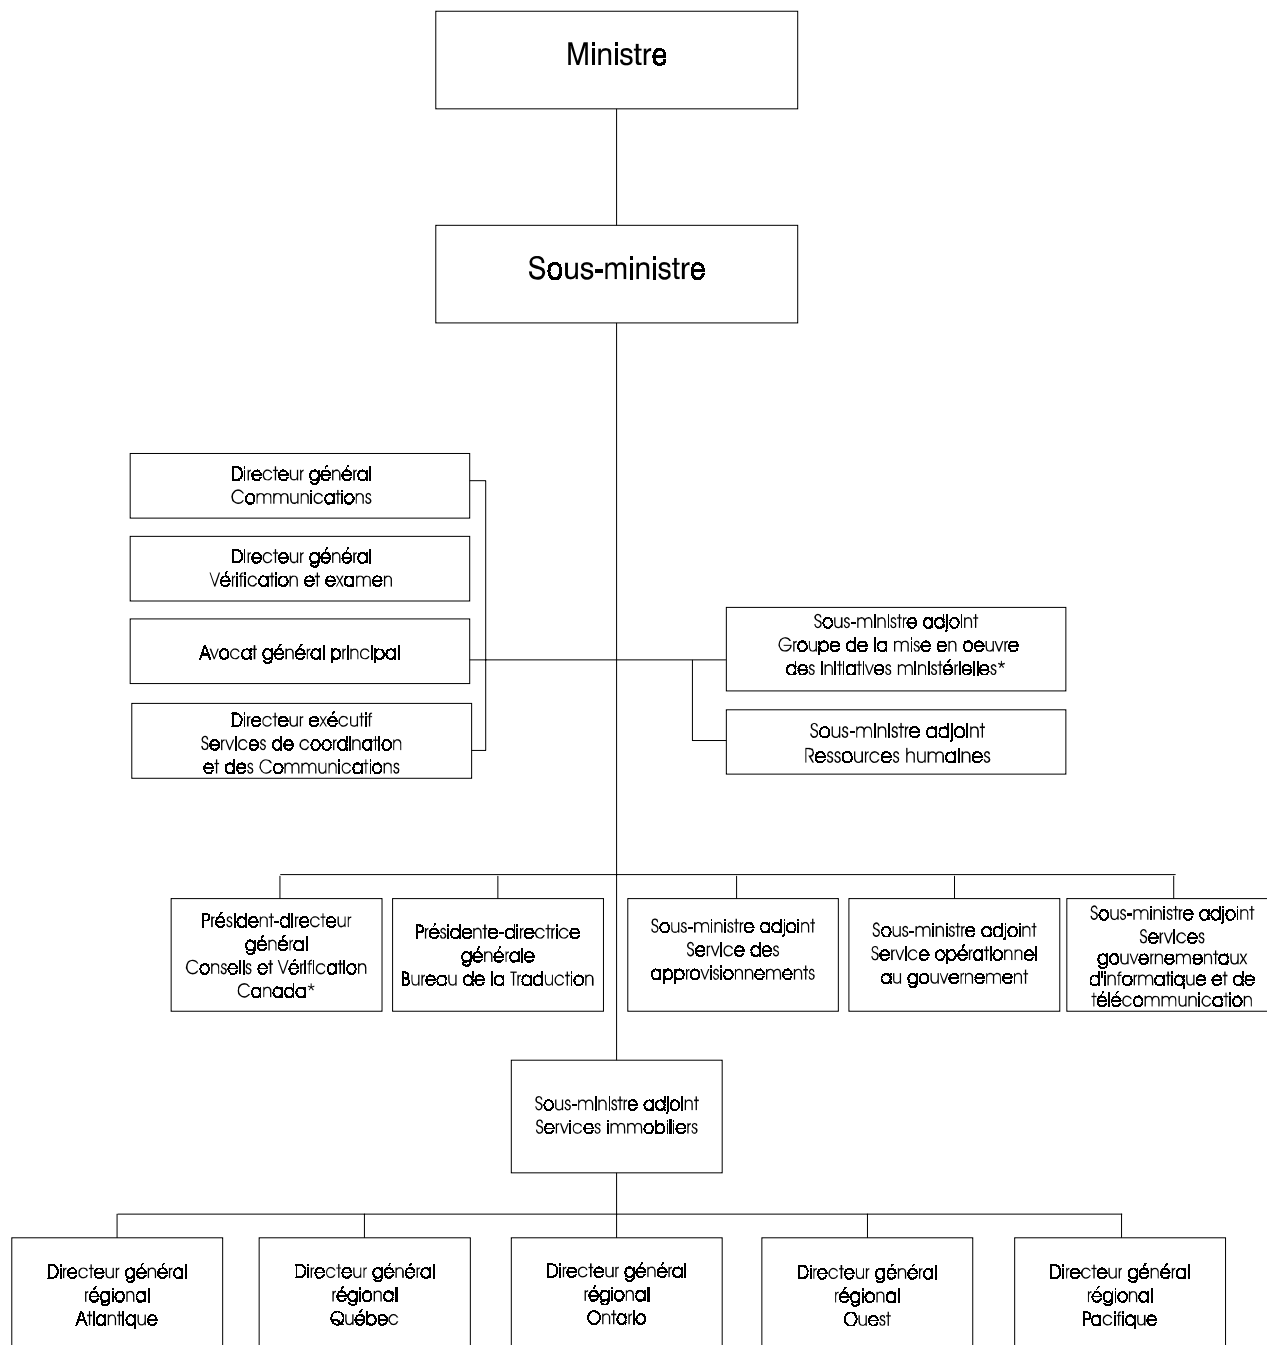 Ministre
Sous-ministre
Directeur général
Communications
Directeur général
Vérification et examen
Avocat général principal
Directeur exécutif
Services de coordination
et des Communications
Sous-ministre adjoint
Groupe de la mise en oeuvre
des initiatives ministérielles*
Sous-ministre adjoint
Ressources humaines
Président-directeur
général
Conseils et Vérification
Canada*
Présidente-directrice
générale
Bureau de la Traduction
Sous-ministre adjoint
Service des
approvisionnements
Sous-ministre adjoint
Service opérationnel
au gouvernement
Sous-ministre adjoint
Services
gouvernementaux
d'informatique et de
télécommunication
Sous-ministre adjoint
Services immobiliers
Directeur général
régional
Atlantique
Directeur général
régional
Québec
Directeur général
régional
Ontario
Directeur général
régional
Ouest
Directeur général
régional
Pacifique